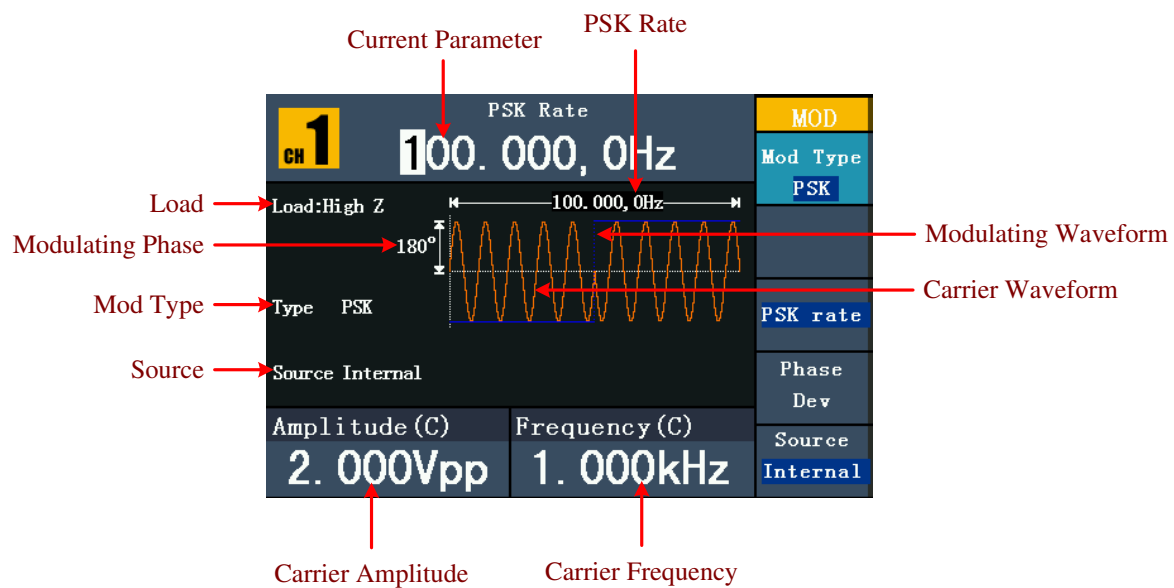 PSK Rate
Current Parameter
CH 1
PSK Rate
100.000,0Hz
MOD
Mod Type
PSK
Load
Load:High Z
100.000,0Hz
Modulating Phase
180°
Modulating Waveform
Carrier Waveform
Mod Type
Type PSK
PSK rate
Source
Source Internal
Phase
Dev
Amplitude(C)
Frequency(C)
Source
2.000Vpp
1.000kHz
Internal
Carrier Amplitude
Carrier Frequency